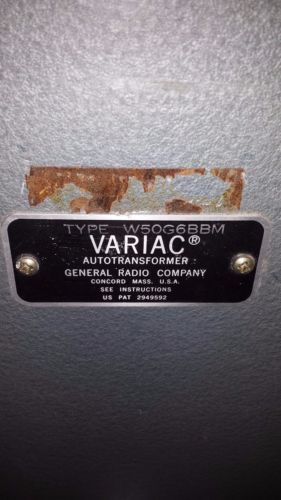 TYPE W50G6BBM
VARIAC®
AUTOTRANSFORMER
GENERAL RADIO COMPANY
CONCORD MASS. U.S.A.
SEE INSTRUCTIONS
US PAT 2949592